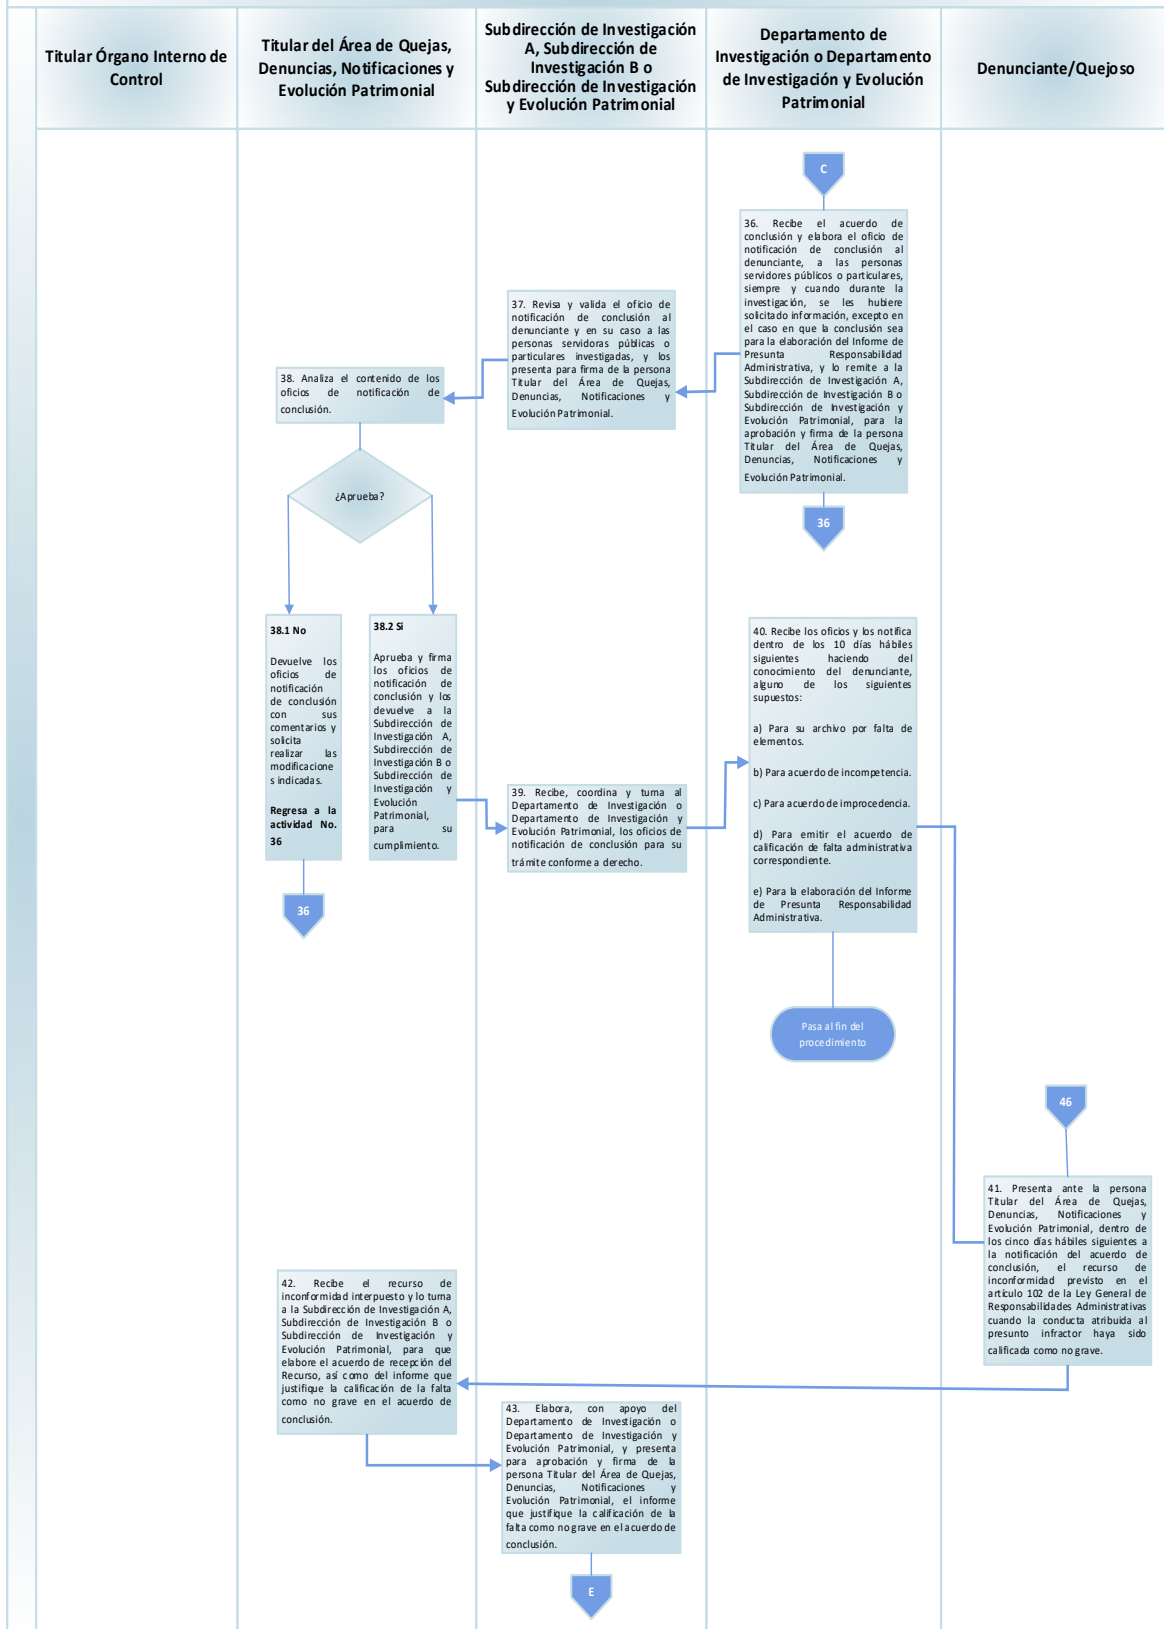 Titular Órgano Interno de
Control
Titular del Área de Quejas,
Denuncias, Notificaciones y
Evolución Patrimonial
Subdirección de Investigación
A, Subdirección de
Investigación B o
Subdirección de Investigación
y Evolución Patrimonial
Departamento de
Investigación o Departamento
de Investigación y Evolución
Patrimonial
Denunciante/Quejoso
C
36. Recibe el acuerdo de
conclusión y elabora el oficio de
notificación de conclusión al
denunciante, a las personas
servidores públicos o particulares,
siempre y cuando durante la
investigación, se les hubiere
solicitado información, excepto en
el caso en que la conclusión sea
para la elaboración del Informe de
Presunta Responsabilidad
Administrativa, y lo remite a la
Subdirección de Investigación A,
Subdirección de Investigación B o
Subdirección de Investigación y
Evolución Patrimonial, para la
aprobación y firma de la persona
Titular del Área de Quejas,
Denuncias, Notificaciones y
Evolución Patrimonial.
36
37. Revisa y valida el oficio de
notificación de conclusión al
denunciante y en su caso a las
personas servidoras públicas o
particulares investigadas, y los
presenta para firma de la persona
Titular del Área de Quejas,
Denuncias, Notificaciones y
Evolución Patrimonial.
38. Analiza el contenido de los
oficios de notificación de
conclusión.
¿Aprueba?
38.1 No
Devuelve los
oficios de
notificación
de conclusión
con sus
comentarios y
solicita
realizar las
modificacione
s indicadas.
Regresa a la
actividad No.
36
36
38.2 Si
Aprueba y firma
los oficios de
notificación de
conclusión y los
devuelve a la
Subdirección de
Investigación A,
Subdirección de
Investigación B o
Subdirección de
Investigación y
Evolución
Patrimonial,
para su
cumplimiento.
39. Recibe, coordina y turna al
Departamento de Investigación o
Departamento de Investigación y
Evolución Patrimonial, los oficios de
notificación de conclusión para su
trámite conforme a derecho.
40. Recibe los oficios y los notifica
dentro de los 10 días hábiles
siguientes haciendo del
conocimiento del denunciante,
alguno de los siguientes
supuestos:
a) Para su archivo por falta de
elementos.
b) Para acuerdo de incompetencia.
c) Para acuerdo de improcedencia.
d) Para emitir el acuerdo de
calificación de falta administrativa
correspondiente.
e) Para la elaboración del Informe
de Presunta Responsabilidad
Administrativa.
Pasa al fin del
procedimiento
46
41. Presenta ante la persona
Titular del Área de Quejas,
Denuncias, Notificaciones y
Evolución Patrimonial, dentro de
los cinco días hábiles siguientes a
la notificación del acuerdo de
conclusión, el recurso de
inconformidad previsto en el
artículo 102 de la Ley General de
Responsabilidades Administrativas
cuando la conducta atribuida al
presunto infractor haya sido
calificada como no grave.
42. Recibe el recurso de
inconformidad interpuesto y lo turna
a la Subdirección de Investigación A,
Subdirección de Investigación B o
Subdirección de Investigación y
Evolución Patrimonial, para que
elabore el acuerdo de recepción del
Recurso, así como del informe que
justifique la calificación de la falta
como no grave en el acuerdo de
conclusión.
43. Elabora, con apoyo del
Departamento de Investigación o
Departamento de Investigación y
Evolución Patrimonial, y presenta
para aprobación y firma de la
persona Titular del Área de Quejas,
Denuncias, Notificaciones y
Evolución Patrimonial, el informe
que justifique la calificación de la
falta como no grave en el acuerdo de
conclusión.
E